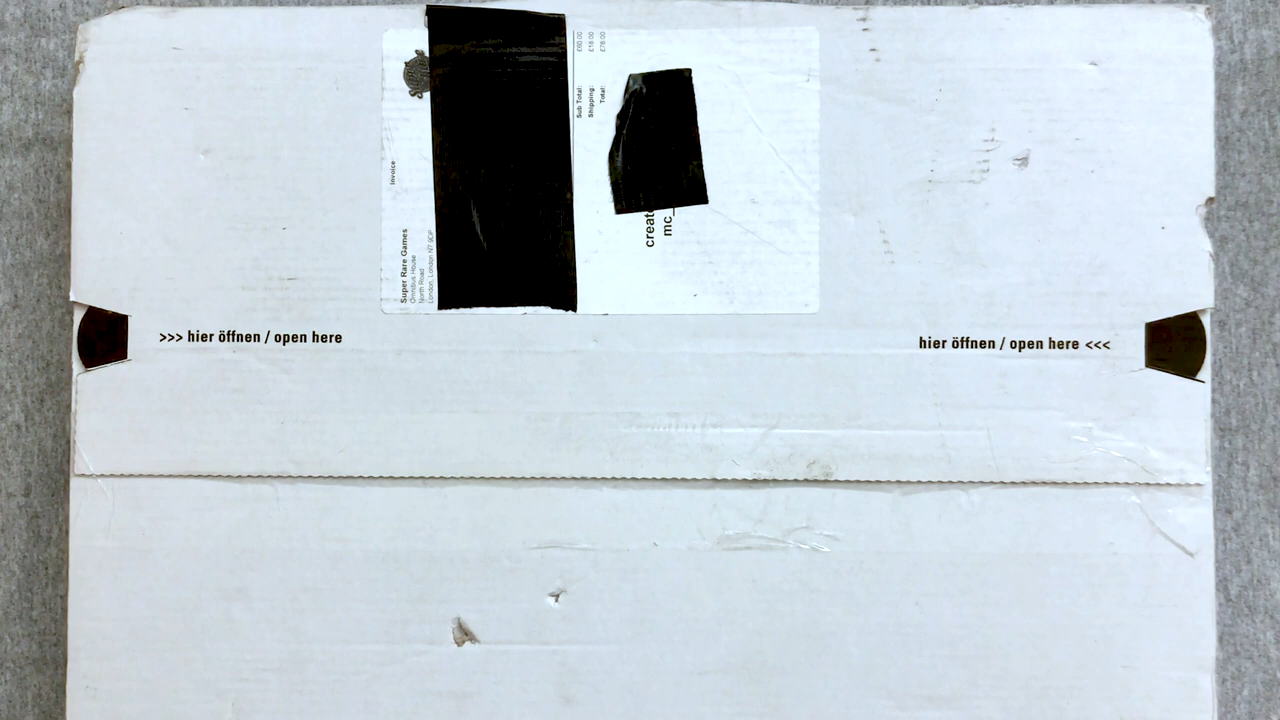 Invoice
Super Rare Games
Omnibus House
North Road
London, London N7 9DP
Sub Total: £60.00
Shipping: £18.00
Total: £78.00
create
mc_
>>> hier öffnen / open here
hier öffnen / open here <<<